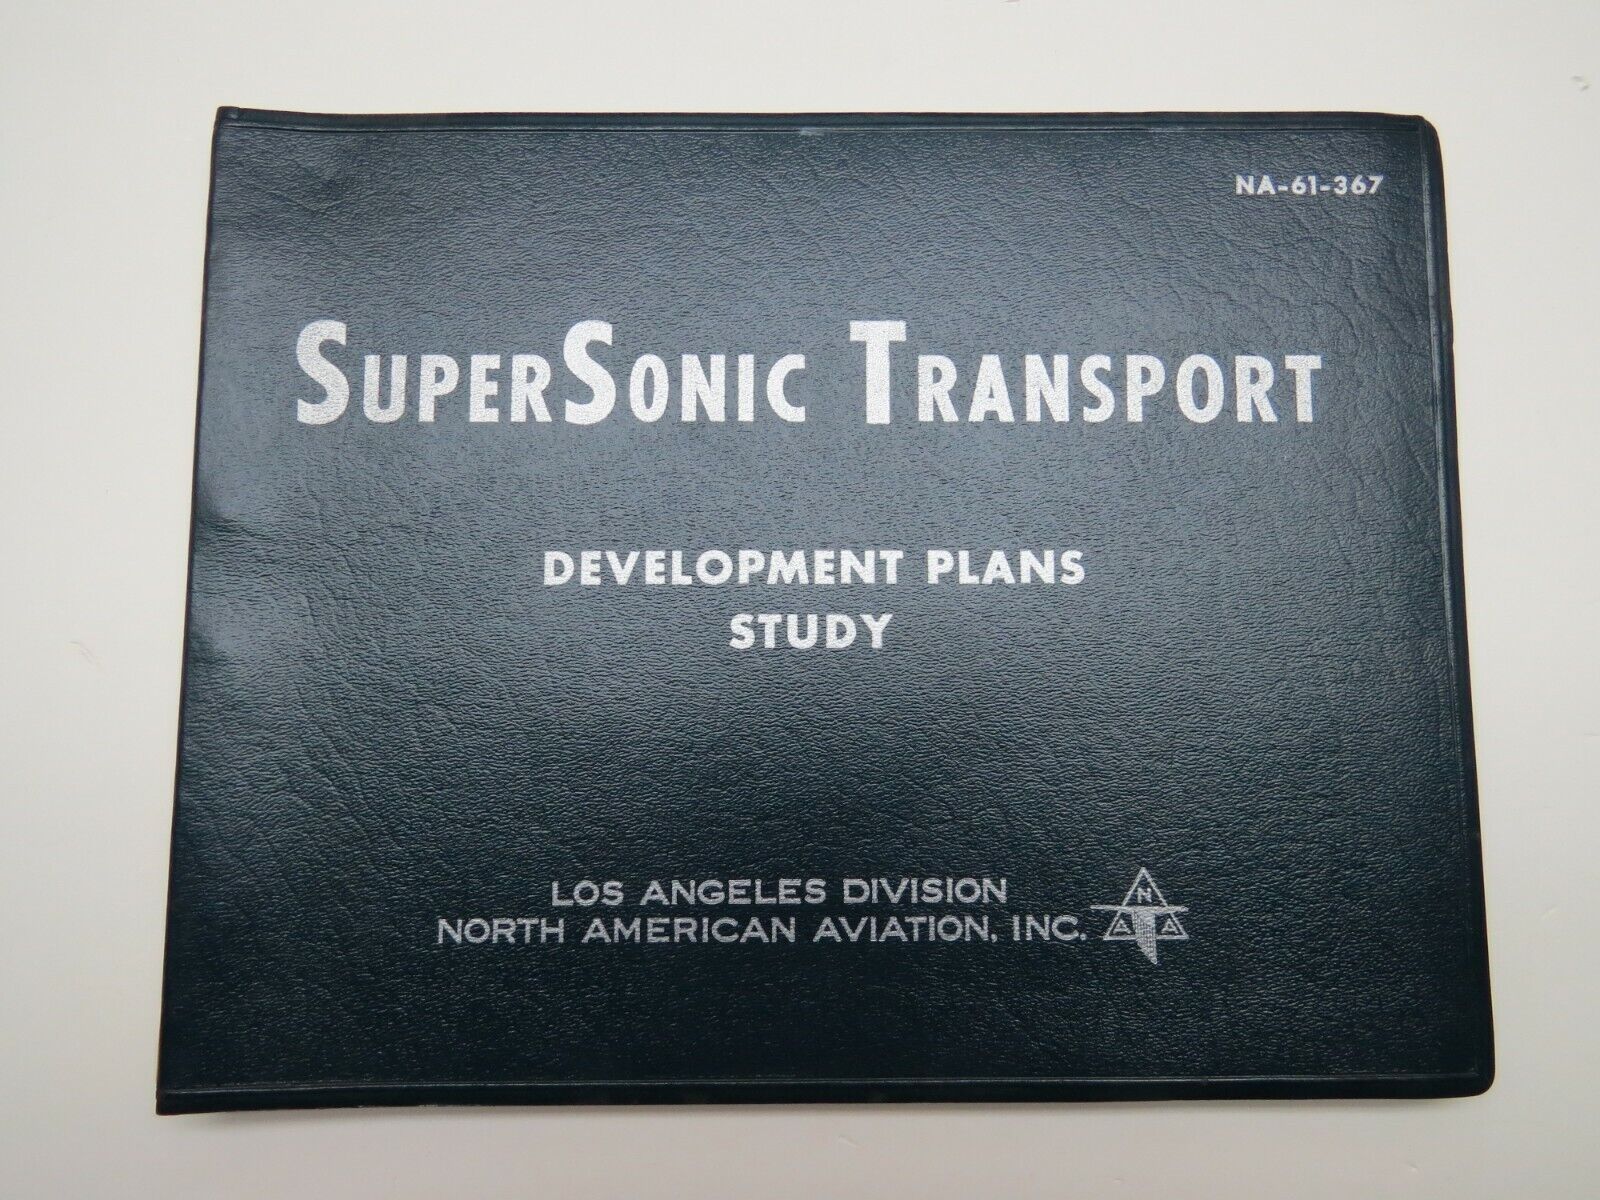 NA-61-367
SUPERSONIC TRANSPORT
DEVELOPMENT PLANS
STUDY
LOS ANGELES DIVISION
NORTH AMERICAN AVIATION, INC.
N
A A